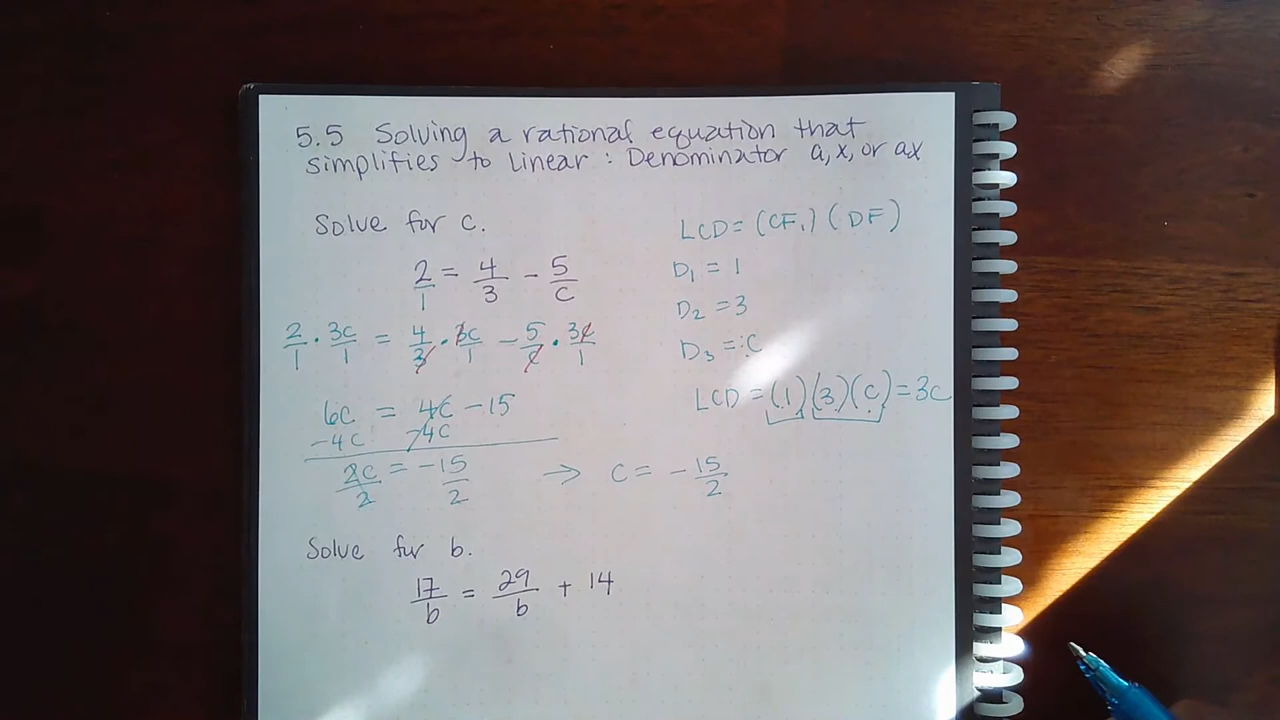 5.5 Solving a rational equation that
simplifies to linear : Denominator a, x, or ax
Solve for c.
2/1 = 4/3 - 5/c
2/1 · 3c/1 = 4/3 · 3c/1 - 5/c · 3c/1
6c = 4c - 15
-4c -4c
2c/2 = -15/2 => c = -15/2
LCD = (CF,) (DF)
D₁ = 1
D₂ = 3
D₃ = c
LCD = (1)(3)(c) = 3c
Solve for b.
17/b = 29/b + 14